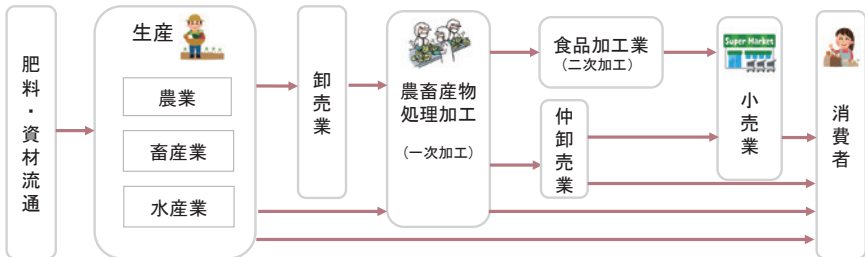 肥料・資材流通
生産
農業
畜産業
水産業
卸売業
農畜産物
処理加工
(一次加工)
食品加工業
(二次加工)
仲卸売業
Super Market
小売業
消費者